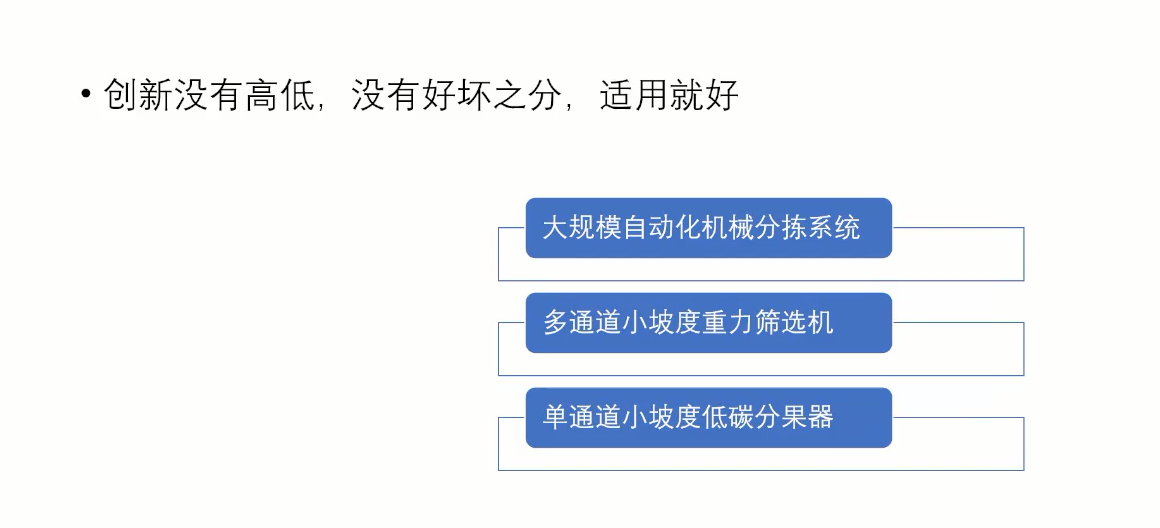 • 创新没有高低，没有好坏之分，适用就好
大规模自动化机械分拣系统
多通道小坡度重力筛选机
单通道小坡度低碳分果器